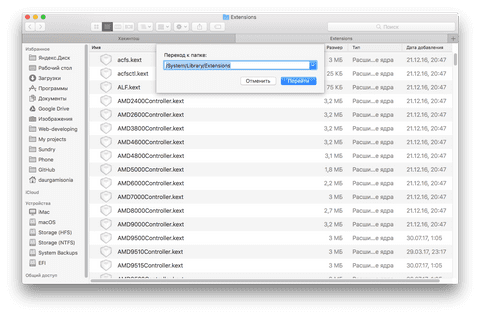 Extensions
Поиск
Extensions
Избранное
Яндекс.Диск
Рабочий стол
Загрузки
Программы
Документы
Google Drive
Изображения
Web-developing
My projects
Sundry
Phone
GitHub
daurgamisonia
iCloud
Устройства
iMac
macOS
Storage (HFS)
Storage (NTFS)
System Backups
EFI
Общий доступ
Переход к папке:
/System/Library/Extensions
Отменить
Перейти
Имя
Размер
Тип
Дата добавления
acfs.kext 3 МБ Расши…е ядра 21.12.16, 20:47
acfsctl.kext 25 КБ Расши…е ядра 21.12.16, 20:47
ALF.kext Расши…е ядра 21.12.16, 20:47
AMD2400Controller.kext 3,2 МБ Расши…е ядра 21.12.16, 20:47
AMD2600Controller.kext 3,2 МБ Расши…е ядра 21.12.16, 20:47
AMD3800Controller.kext 3,2 МБ Расши…е ядра 21.12.16, 20:47
AMD4600Controller.kext 3,2 МБ Расши…е ядра 21.12.16, 20:47
AMD4800Controller.kext 3,1 МБ Расши…е ядра 21.12.16, 20:47
AMD5000Controller.kext 1,8 МБ Расши…е ядра 21.12.16, 20:47
AMD6000Controller.kext 2,2 МБ Расши…е ядра 21.12.16, 20:47
AMD7000Controller.kext 3 МБ Расши…е ядра 21.12.16, 20:47
AMD8000Controller.kext 2,7 МБ Расши…е ядра 21.12.16, 20:47
AMD9000Controller.kext 3,2 МБ Расши…е ядра 21.12.16, 20:47
AMD9500Controller.kext 3 МБ Расши…е ядра 30.07.17, 1:05
AMD9510Controller.kext 3 МБ Расши…е ядра 29.03.17, 23:17
AMD9515Controller.kext 3 МБ Расши…е ядра 30.07.17, 1:05